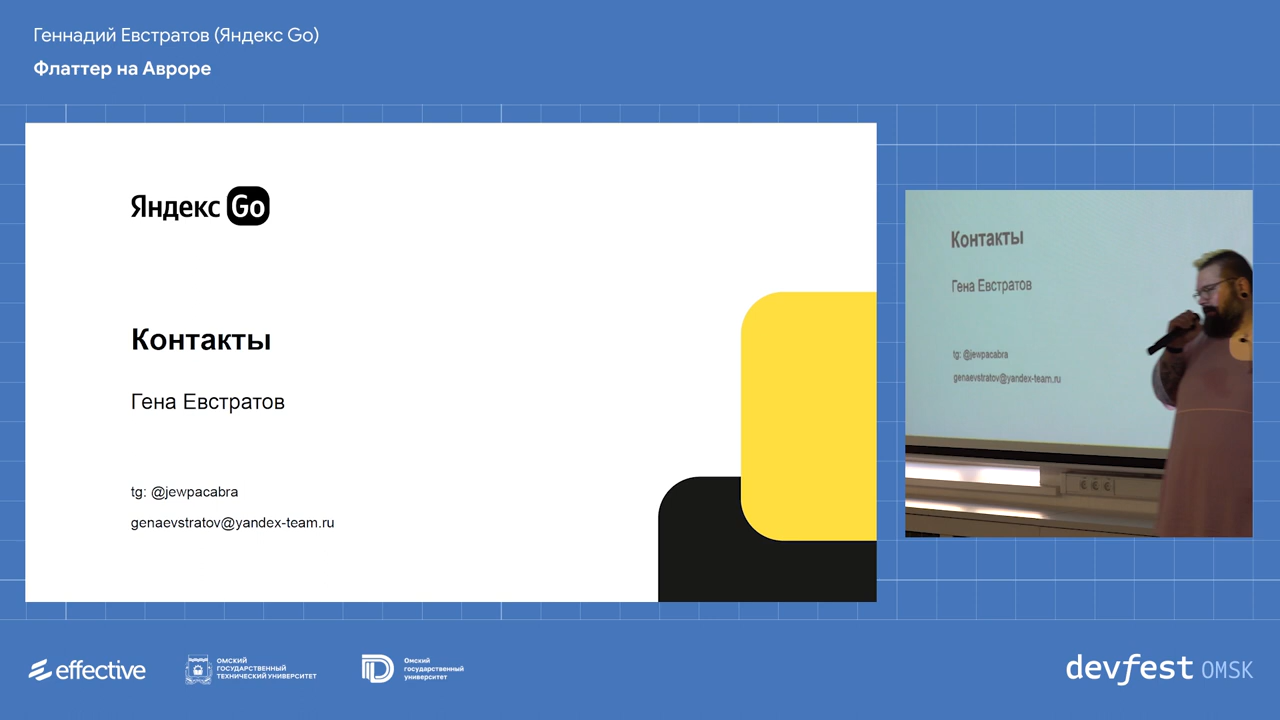 Геннадий Евстратов (Яндекс Go)
Флаттер на Авроре
Яндекс Go
Контакты
Гена Евстратов
tg: @jewpacabra
genaevstratov@yandex-team.ru
Контакты
Гена Евстратов
tg: @jewpacabra
genaevstratov@yandex-team.ru
effective
ОМСКИЙ
ГОСУДАРСТВЕННЫЙ
ТЕХНИЧЕСКИЙ УНИВЕРСИТЕТ
Омский
государственный
университет
devfest OMSK